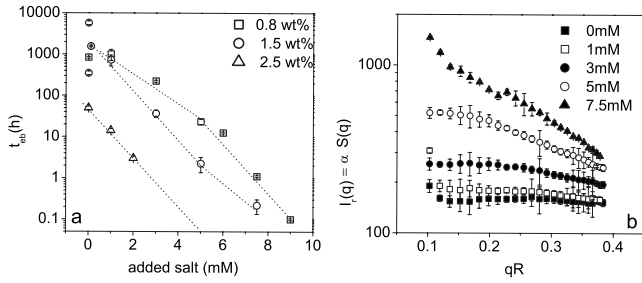 10000
1000
100
10
1
0.1
t_eb(h)
0 2 4 6 8 10
added salt (mM)
a
0.8 wt%
1.5 wt%
2.5 wt%
1000
100
I_r(q) = α S(q)
0.1 0.2 0.3 0.4
qR
b
0mM
1mM
3mM
5mM
7.5mM